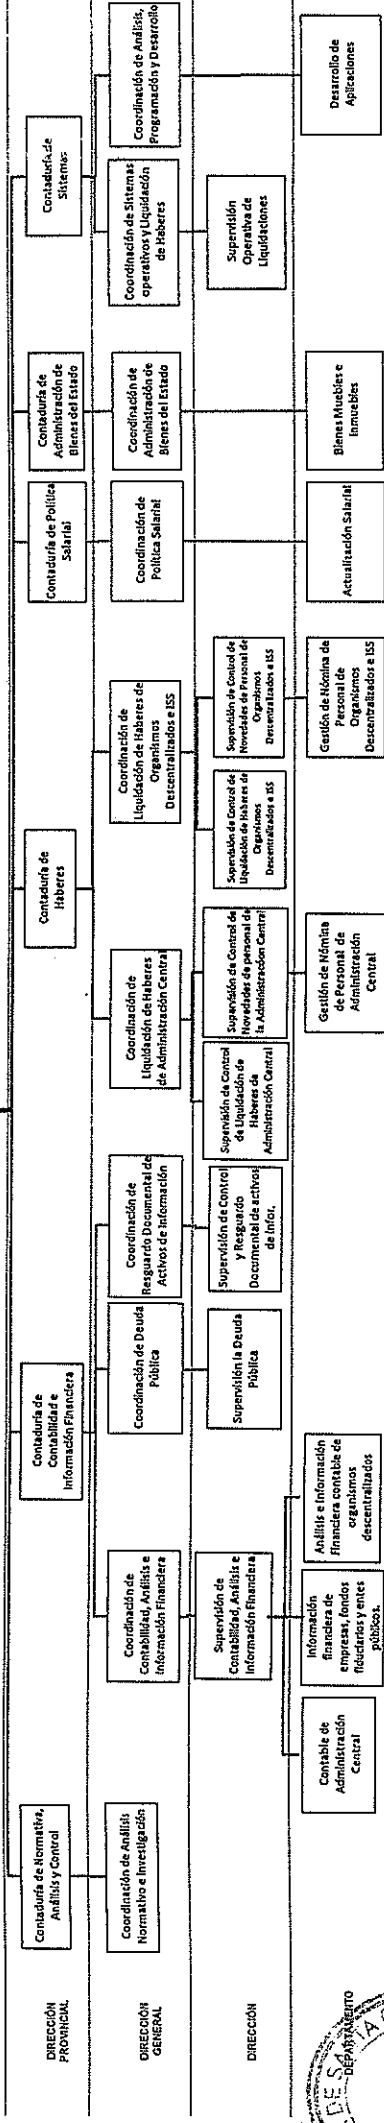 DIRECCIÓN
PROVINCIAL
Contaduría de Normativa,
Análisis y Control
Contaduría de
Contabilidad e
Información Financiera
Contaduría de
Haberes
Contaduría de Política
Salarial
Contaduría de
Administración de
Bienes del Estado
Contaduría de
Sistemas
DIRECCIÓN
GENERAL
Coordinación de Análisis
Normativo e Investigación
Coordinación de
Contabilidad, Análisis e
Información Financiera
Coordinación de Deuda
Pública
Coordinación de
Resguardo Documental de
Activos de Información
Coordinación de
Liquidación de Haberes
de Administración Central
Coordinación de
Liquidación de Haberes de
Organismos
Descentralizados e ISS
Coordinación de
Política Salarial
Coordinación de
Administración de
Bienes del Estado
Coordinación de Sistemas
operativos y Liquidación
de Haberes
Coordinación de Análisis,
Programación y Desarrollo
DIRECCIÓN
Supervisión de
Contabilidad, Análisis e
Información Financiera
Supervisión la Deuda
Pública
Supervisión de Control
y Resguardo
Documental de activos
de Infor.
Supervisión de Control
de Liquidación de
Haberes de
Administración Central
Supervisión de Control de
Novedades de personal de
la Administración Central
Supervisión de Control de
Liquidación de Haberes de
Organismos
Descentralizados e ISS
Supervisión de Control de
Novedades de Personal de
Organismos
Descentralizados e ISS
Supervisión
Operativa de
Liquidaciones
DEPARTAMENTO
Contable de
Administración
Central
Información
financiera de
empresas, fondos
fiduciarios y entes
públicos.
Análisis e Información
Financiera contable de
organismos
descentralizados
Gestión de Nómina
de Personal de
Administración
Central
Gestión de Nómina de
Personal de
Organismos
Descentralizados e ISS
Actualización Salarial
Bienes Muebles e
Inmuebles
Desarrollo de
Aplicaciones
DE SANTA